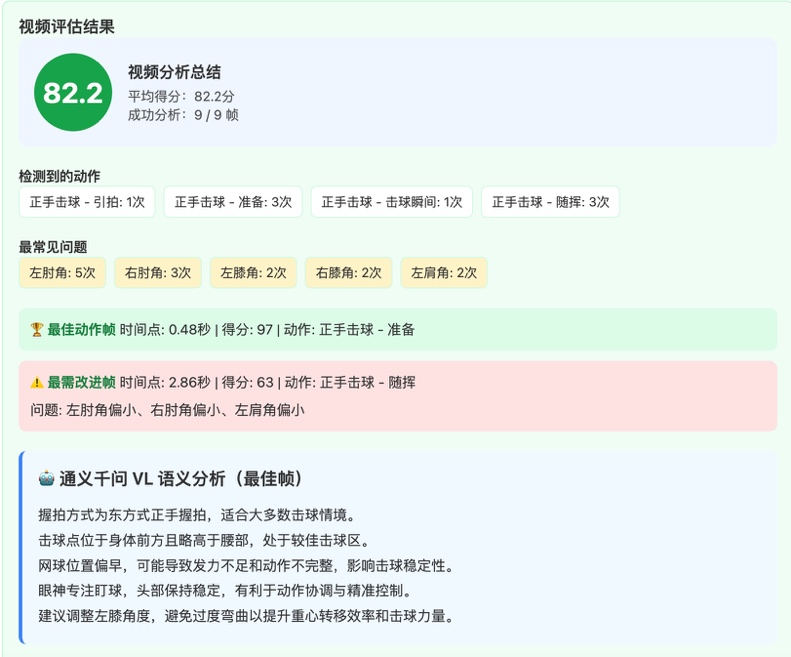 视频评估结果
82.2
视频分析总结
平均得分：82.2分
成功分析：9 / 9 帧
检测到的动作
正手击球 - 引拍: 1次
正手击球 - 准备: 3次
正手击球 - 击球瞬间: 1次
正手击球 - 随挥: 3次
最常见问题
左肘角: 5次
右肘角: 3次
左膝角: 2次
右膝角: 2次
左肩角: 2次
🏆 最佳动作帧 时间点: 0.48秒 | 得分: 97 | 动作: 正手击球 - 准备
⚠️ 最需改进帧 时间点: 2.86秒 | 得分: 63 | 动作: 正手击球 - 随挥
问题: 左肘角偏小、右肘角偏小、左肩角偏小
🤖 通义千问 VL 语义分析（最佳帧）
握拍方式为东方式正手握拍，适合大多数击球情境。
击球点位于身体前方且略高于腰部，处于较佳击球区。
网球位置偏早，可能导致发力不足和动作不完整，影响击球稳定性。
眼神专注盯球，头部保持稳定，有利于动作协调与精准控制。
建议调整左膝角度，避免过度弯曲以提升重心转移效率和击球力量。